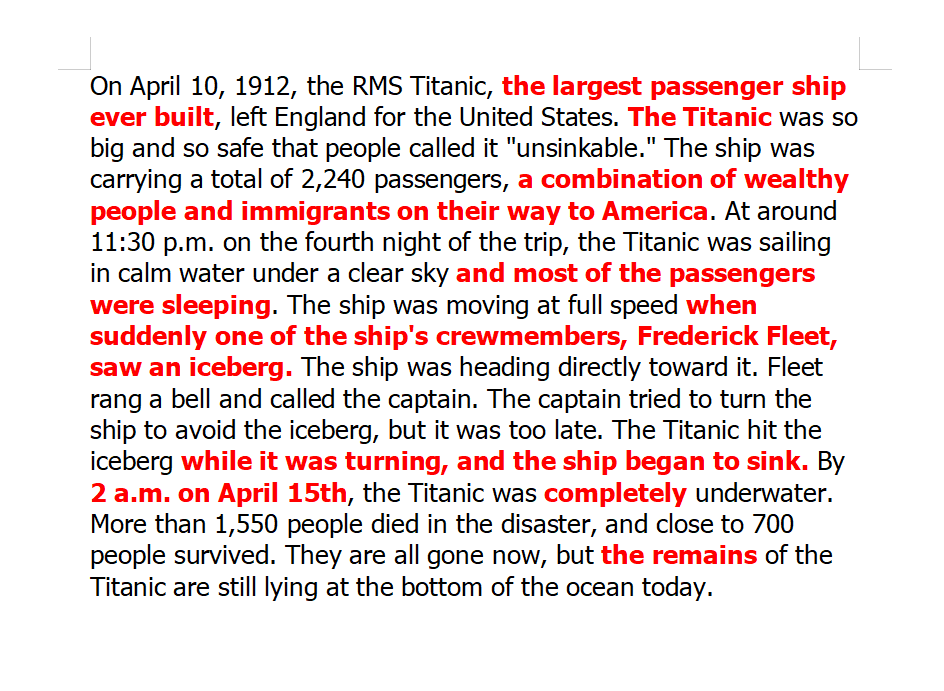 On April 10, 1912, the RMS Titanic, the largest passenger ship
ever built, left England for the United States. The Titanic was so
big and so safe that people called it "unsinkable." The ship was
carrying a total of 2,240 passengers, a combination of wealthy
people and immigrants on their way to America. At around
11:30 p.m. on the fourth night of the trip, the Titanic was sailing
in calm water under a clear sky and most of the passengers
were sleeping. The ship was moving at full speed when
suddenly one of the ship's crewmembers, Frederick Fleet,
saw an iceberg. The ship was heading directly toward it. Fleet
rang a bell and called the captain. The captain tried to turn the
ship to avoid the iceberg, but it was too late. The Titanic hit the
iceberg while it was turning, and the ship began to sink. By
2 a.m. on April 15th, the Titanic was completely underwater.
More than 1,550 people died in the disaster, and close to 700
people survived. They are all gone now, but the remains of the
Titanic are still lying at the bottom of the ocean today.